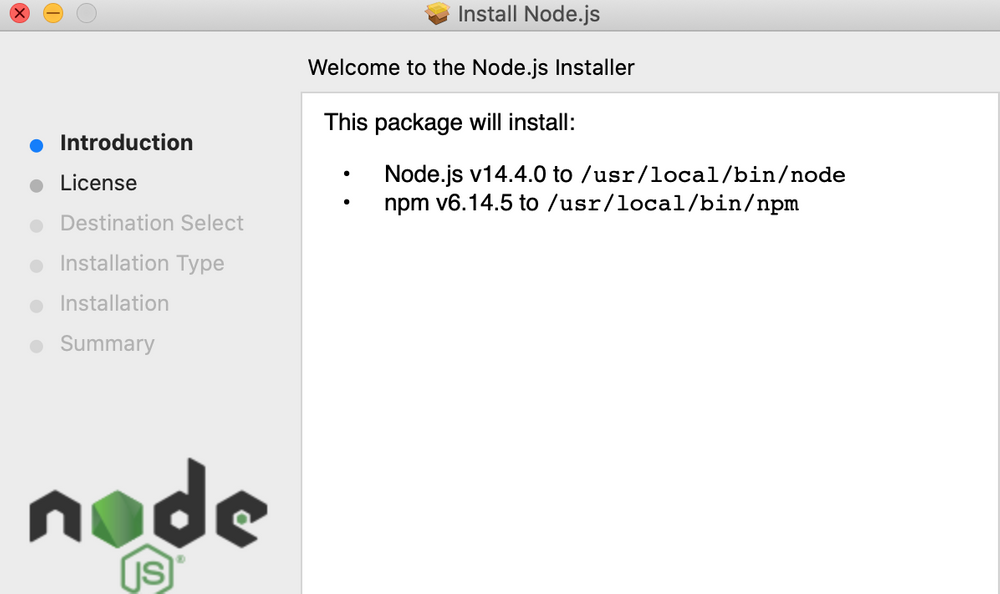 Install Node.js
Welcome to the Node.js Installer
Introduction
License
Destination Select
Installation Type
Installation
Summary
This package will install:
• Node.js v14.4.0 to /usr/local/bin/node
• npm v6.14.5 to /usr/local/bin/npm
node
JS®